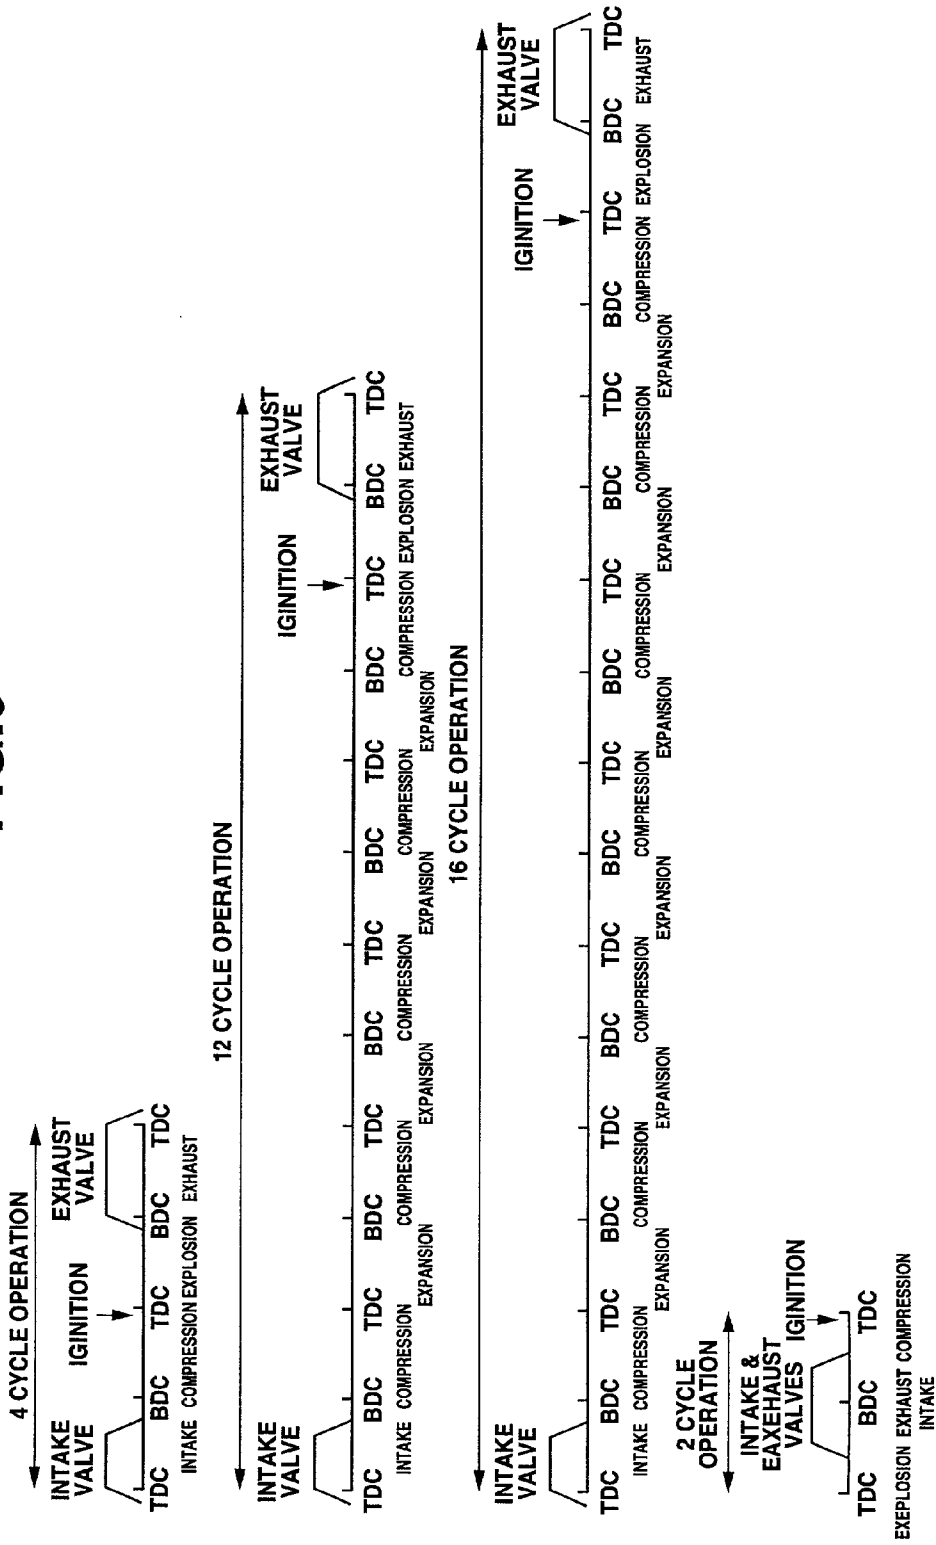 4 CYCLE OPERATION
INTAKE
VALVE
IGINITION
EXHAUST
VALVE
TDC BDC TDC BDC TDC
INTAKE COMPRESSION EXPLOSION EXHAUST
12 CYCLE OPERATION
INTAKE
VALVE
IGINITION
EXHAUST
VALVE
TDC BDC TDC BDC TDC BDC TDC BDC TDC BDC TDC BDC TDC
INTAKE COMPRESSION COMPRESSION COMPRESSION COMPRESSION COMPRESSION EXPLOSION EXHAUST
EXPANSION EXPANSION EXPANSION EXPANSION
16 CYCLE OPERATION
INTAKE
VALVE
IGINITION
EXHAUST
VALVE
TDC BDC TDC BDC TDC BDC TDC BDC TDC BDC TDC BDC TDC BDC TDC BDC TDC
INTAKE COMPRESSION COMPRESSION COMPRESSION COMPRESSION COMPRESSION COMPRESSION COMPRESSION EXPLOSION EXHAUST
EXPANSION EXPANSION EXPANSION EXPANSION EXPANSION EXPANSION
2 CYCLE
OPERATION
INTAKE &
EAXEHAUST
VALVES
IGINITION
TDC BDC TDC
EXEPLOSION EXHAUST COMPRESSION
INTAKE